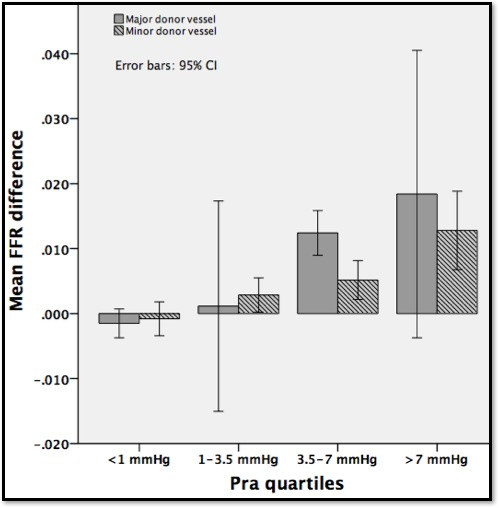 Major donor vessel
Minor donor vessel
Error bars: 95% CI
Mean FFR difference
.040
.030
.020
.010
.000
-.010
-.020
<1 mmHg 1-3.5 mmHg 3.5-7 mmHg >7 mmHg
Pra quartiles